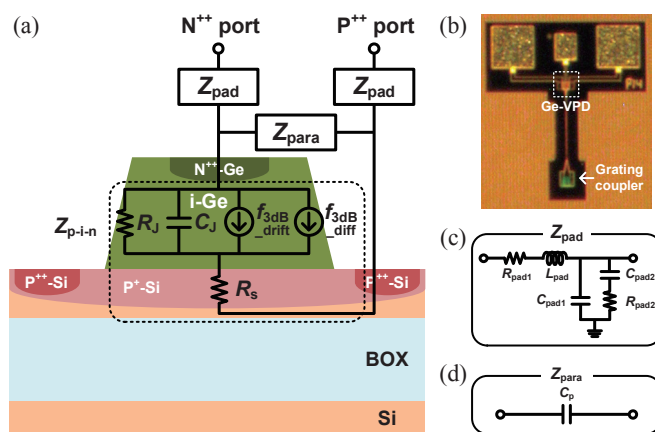 (a)
N++ port
P++ port
Zpad
Zpad
Zpara
N++-Ge
i-Ge
Zp-i-n
RJ
CJ
f3dB_drift
f3dB_diff
P++-Si
P+-Si
Rs
P++-Si
BOX
Si
(b)
Ge-VPD
Grating
coupler
(c)
Zpad
Rpad1
Lpad
Cpad1
Cpad2
Rpad2
(d)
Zpara
Cp